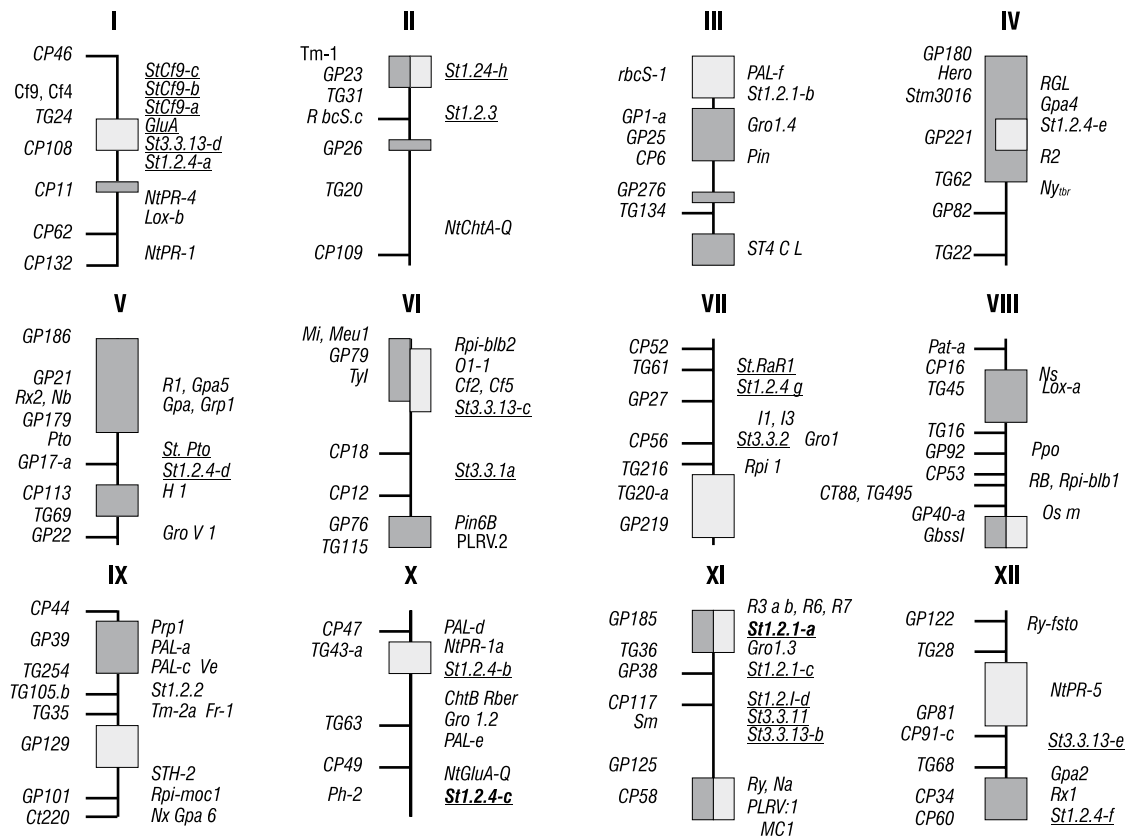 I
CP46
Cf9, Cf4
TG24
CP108
CP11
CP62
CP132
StCf9-c
StCf9-b
StCf9-a
GluA
St3.3.13-d
St1.2.4-a
NtPR-4
Lox-b
NtPR-1
II
Tm-1
GP23
TG31
R bcS.c
GP26
TG20
CP109
St1.24-h
St1.2.3
NtChtA-Q
III
rbcS-1
GP1-a
GP25
CP6
GP276
TG134
PAL-f
St1.2.1-b
Gro1.4
Pin
ST4 C L
IV
GP180
Hero
Stm3016
GP221
TG62
GP82
TG22
RGL
Gpa4
St1.2.4-e
R2
Nytbr
V
GP186
GP21
Rx2, Nb
GP179
Pto
GP17-a
CP113
TG69
GP22
R1, Gpa5
Gpa, Grp1
St. Pto
St1.2.4-d
H 1
Gro V 1
VI
Mi, Meu1
GP79
Tyl
CP18
CP12
GP76
TG115
Rpi-blb2
O1-1
Cf2, Cf5
St3.3.13-c
St3.3.1a
Pin6B
PLRV.2
VII
CP52
TG61
GP27
CP56
TG216
TG20-a
GP219
St.RaR1
St1.2.4 g
I1, I3
St3.3.2 Gro1
Rpi 1
VIII
Pat-a
CP16
TG45
TG16
GP92
CP53
CT88, TG495
GP40-a
GbssI
Ns
Lox-a
Ppo
RB, Rpi-blb1
Os m
IX
CP44
GP39
TG254
TG105.b
TG35
GP129
GP101
Ct220
Prp1
PAL-a
PAL-c Ve
St1.2.2
Tm-2a Fr-1
STH-2
Rpi-moc1
Nx Gpa 6
X
CP47
TG43-a
TG63
CP49
Ph-2
PAL-d
NtPR-1a
St1.2.4-b
ChtB Rber
Gro 1.2
PAL-e
NtGluA-Q
St1.2.4-c
XI
GP185
TG36
GP38
CP117
Sm
GP125
CP58
R3 a b, R6, R7
St1.2.1-a
Gro1.3
St1.2.1-c
St1.2.I-d
St3.3.11
St3.3.13-b
Ry, Na
PLRV:1
MC1
XII
GP122
TG28
GP81
CP91-c
TG68
CP34
CP60
Ry-fsto
NtPR-5
St3.3.13-e
Gpa2
Rx1
St1.2.4-f